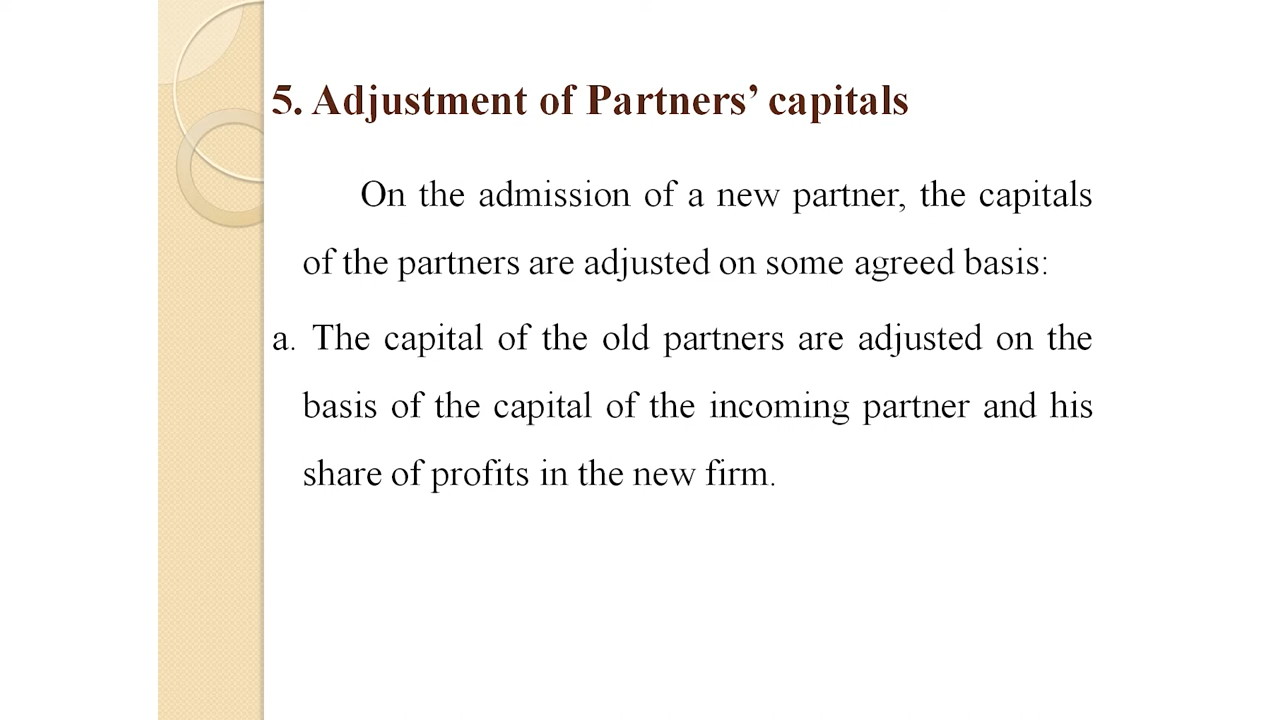 5. Adjustment of Partners’ capitals
On the admission of a new partner, the capitals
of the partners are adjusted on some agreed basis:
a. The capital of the old partners are adjusted on the
basis of the capital of the incoming partner and his
share of profits in the new firm.